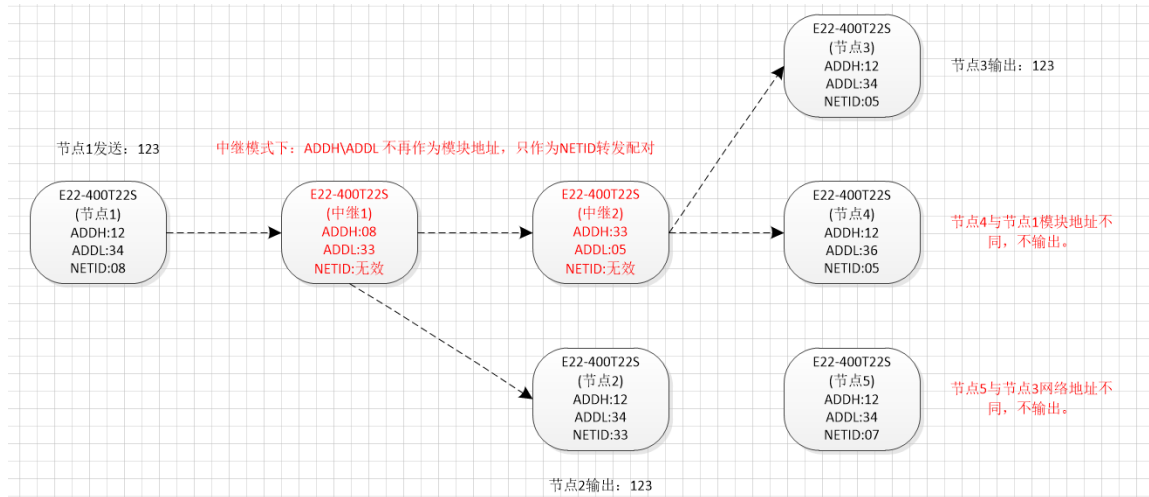 E22-400T22S
(节点3)
ADDH:12
ADDL:34
NETID:05
节点3输出：123
节点1发送：123
中继模式下：ADDH\ADDL 不再作为模块地址，只作为NETID转发配对
E22-400T22S
(节点1)
ADDH:12
ADDL:34
NETID:08
E22-400T22S
(中继1)
ADDH:08
ADDL:33
NETID:无效
E22-400T22S
(中继2)
ADDH:33
ADDL:05
NETID:无效
E22-400T22S
(节点4)
ADDH:12
ADDL:36
NETID:05
节点4与节点1模块地址不
同，不输出。
E22-400T22S
(节点2)
ADDH:12
ADDL:34
NETID:33
E22-400T22S
(节点5)
ADDH:12
ADDL:34
NETID:07
节点5与节点3网络地址不
同，不输出。
节点2输出：123